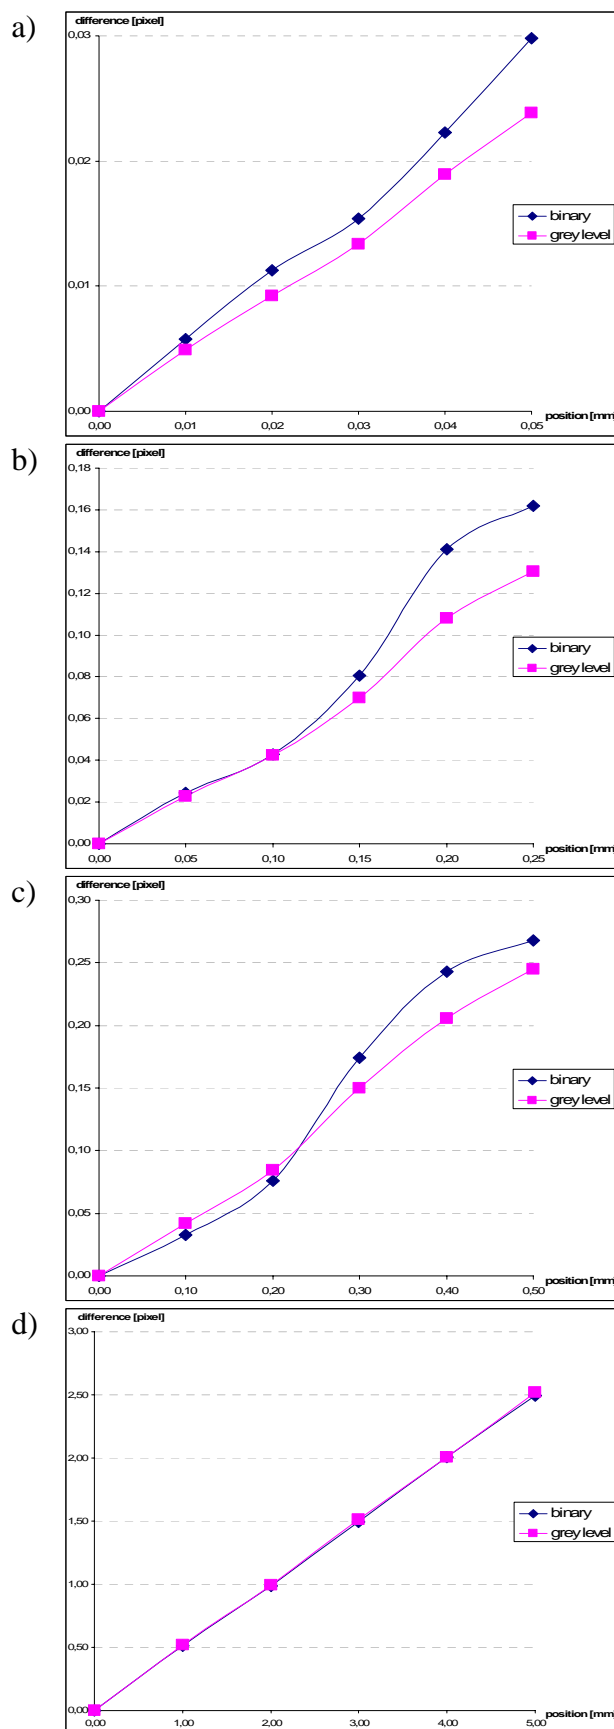 a)
difference [pixel]
0,03
0,02
binary
grey level
0,01
0,00
position [mm]
0,00 0,01 0,02 0,03 0,04 0,05
b)
difference [pixel]
0,18
0,16
0,14
0,12
0,10
binary
grey level
0,08
0,06
0,04
0,02
0,00
position [mm]
0,00 0,05 0,10 0,15 0,20 0,25
c)
difference [pixel]
0,30
0,25
0,20
binary
grey level
0,15
0,10
0,05
0,00
position [mm]
0,00 0,10 0,20 0,30 0,40 0,50
d)
difference [pixel]
3,00
2,50
2,00
binary
grey level
1,50
1,00
0,50
0,00
position [mm]
0,00 1,00 2,00 3,00 4,00 5,00